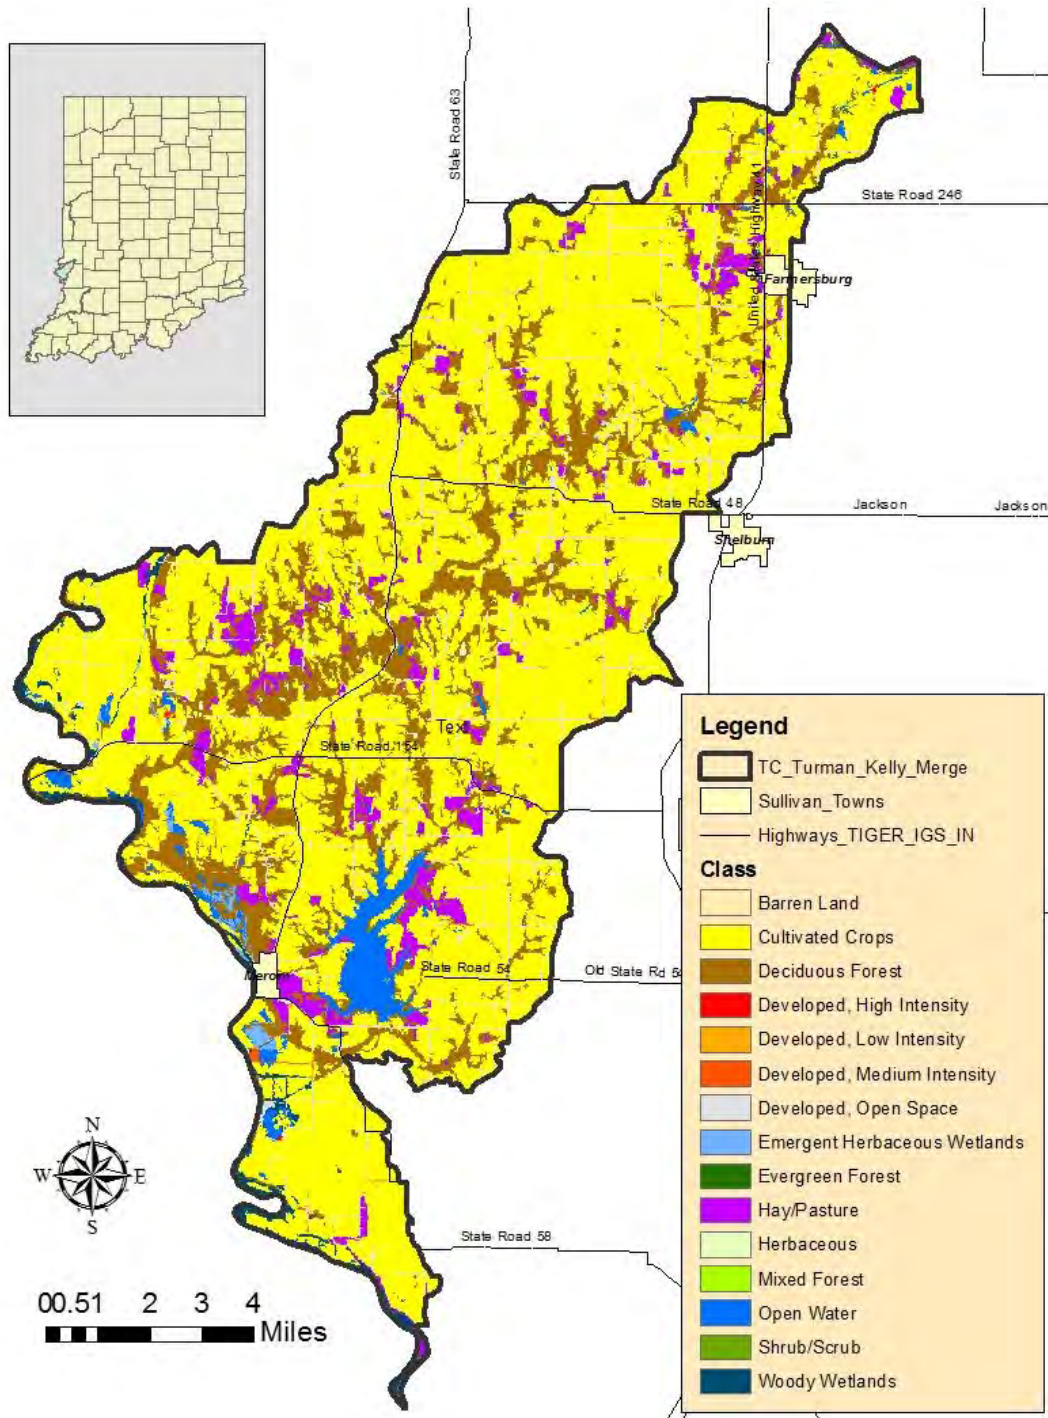 State Road 63
State Road 246
United States Highway 41
Farmersburg
State Road 48
Jackson
Jackson
Shelburn
Text
State Road 154
State Road 54
Old State Rd 54
Merom
State Road 58
N
W
E
S
00.51 2 3 4
Miles
Legend
TC_Turman_Kelly_Merge
Sullivan_Towns
Highways_TIGER_IGS_IN
Class
Barren Land
Cultivated Crops
Deciduous Forest
Developed, High Intensity
Developed, Low Intensity
Developed, Medium Intensity
Developed, Open Space
Emergent Herbaceous Wetlands
Evergreen Forest
Hay/Pasture
Herbaceous
Mixed Forest
Open Water
Shrub/Scrub
Woody Wetlands